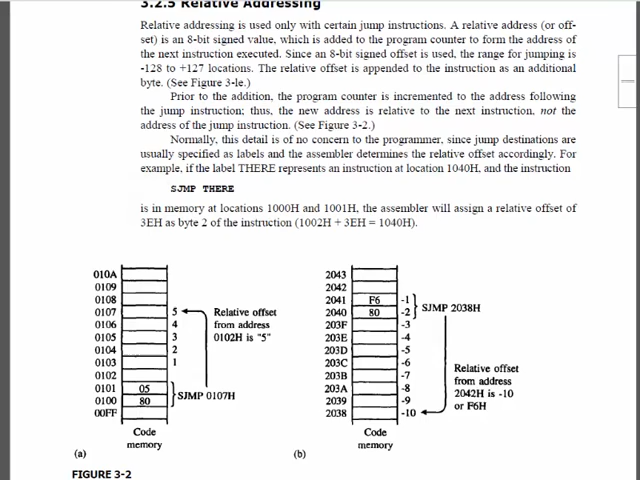 3.2.5 Relative Addressing
Relative addressing is used only with certain jump instructions. A relative address (or off-
set) is an 8-bit signed value, which is added to the program counter to form the address of
the next instruction executed. Since an 8-bit signed offset is used, the range for jumping is
-128 to +127 locations. The relative offset is appended to the instruction as an additional
byte. (See Figure 3-le.)
Prior to the addition, the program counter is incremented to the address following
the jump instruction; thus, the new address is relative to the next instruction, not the
address of the jump instruction. (See Figure 3-2.)
Normally, this detail is of no concern to the programmer, since jump destinations are
usually specified as labels and the assembler determines the relative offset accordingly. For
example, if the label THERE represents an instruction at location 1040H, and the instruction
SJMP THERE
is in memory at locations 1000H and 1001H, the assembler will assign a relative offset of
3EH as byte 2 of the instruction (1002H + 3EH = 1040H).
010A
0109
0108
0107 5
0106 4
0105 3
0104 2
0103 1
0102
0101 05
0100 80
00FF
Relative offset
from address
0102H is "5"
SJMP 0107H
Code
memory
(a)
2043
2042
2041 F6 -1
2040 80 -2
203F -3
203E -4
203D -5
203C -6
203B -7
203A -8
2039 -9
2038 -10
SJMP 2038H
Relative offset
from address
2042H is -10
or F6H
Code
memory
(b)
FIGURE 3-2